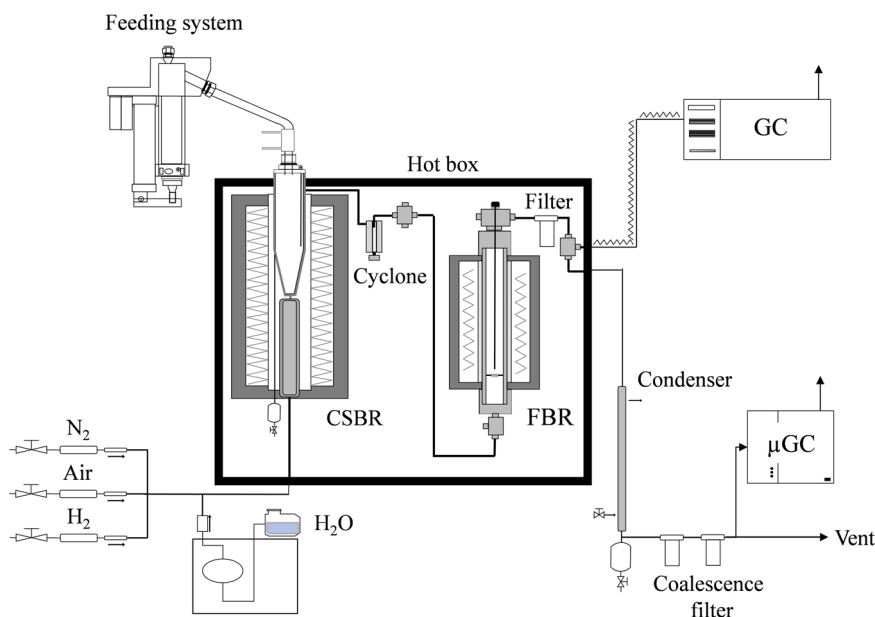 Feeding system
GC
Hot box
Filter
Cyclone
Condenser
CSBR
FBR
N₂
μGC
Air
H₂
H₂O
Vent
Coalescence
filter